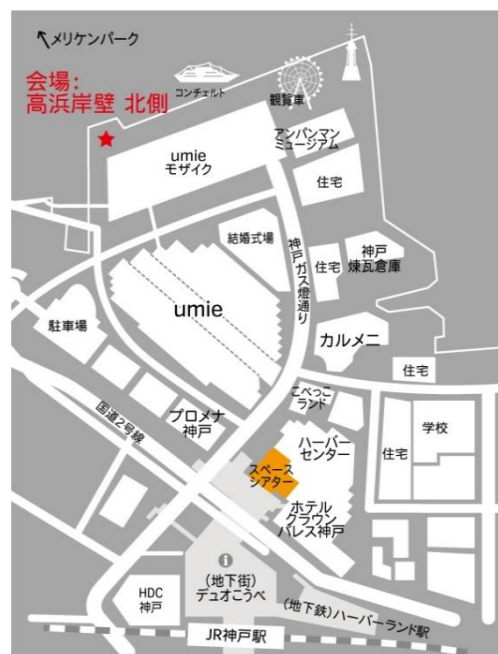 メリケンパーク
会場:
高浜岸壁 北側
コンチェルト
観覧車
アンパンマン
ミュージアム
umie
モザイク
住宅
結婚式場
神戸ガス燈通り
住宅
神戸
煉瓦倉庫
umie
駐車場
カルメニ
住宅
こべっこ
ランド
プロメナ
神戸
国道2号線
ハーバー
センター
住宅
学校
スペース
シアター
ホテル
クラウン
パレス神戸
i
(地下街)
デュオこうべ
HDC
神戸
(地下鉄)ハーバーランド駅
JR神戸駅